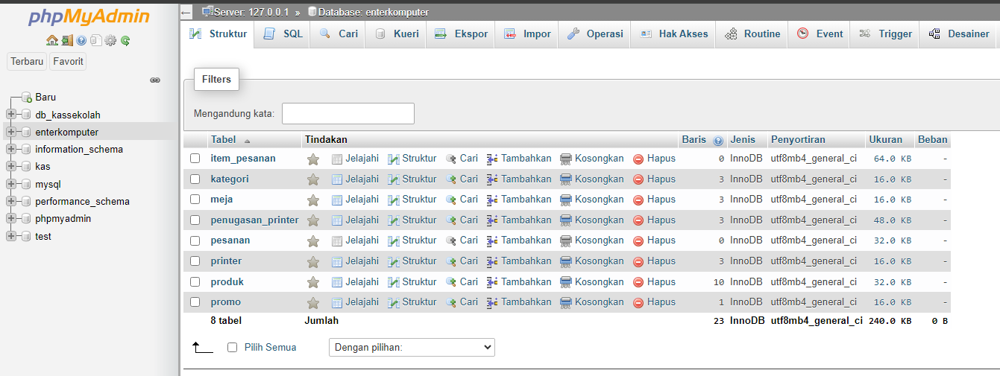 phpMyAdmin
Terbaru Favorit
Baru
db_kassekolah
enterkomputer
information_schema
kas
mysql
performance_schema
phpmyadmin
test
← Server: 127.0.0.1 » Database: enterkomputer
Struktur SQL Cari Kueri Ekspor Impor Operasi Hak Akses Routine Event Trigger Desainer
Filters
Mengandung kata:
Tabel Tindakan Baris Jenis Penyortiran Ukuran Beban
item_pesanan Jelajahi Struktur Cari Tambahkan Kosongkan Hapus 0 InnoDB utf8mb4_general_ci 64.0 KB -
kategori Jelajahi Struktur Cari Tambahkan Kosongkan Hapus 3 InnoDB utf8mb4_general_ci 16.0 KB -
meja Jelajahi Struktur Cari Tambahkan Kosongkan Hapus 3 InnoDB utf8mb4_general_ci 16.0 KB -
penugasan_printer Jelajahi Struktur Cari Tambahkan Kosongkan Hapus 3 InnoDB utf8mb4_general_ci 48.0 KB -
pesanan Jelajahi Struktur Cari Tambahkan Kosongkan Hapus 0 InnoDB utf8mb4_general_ci 32.0 KB -
printer Jelajahi Struktur Cari Tambahkan Kosongkan Hapus 3 InnoDB utf8mb4_general_ci 16.0 KB -
produk Jelajahi Struktur Cari Tambahkan Kosongkan Hapus 10 InnoDB utf8mb4_general_ci 32.0 KB -
promo Jelajahi Struktur Cari Tambahkan Kosongkan Hapus 1 InnoDB utf8mb4_general_ci 16.0 KB -
8 tabel Jumlah 23 InnoDB utf8mb4_general_ci 240.0 KB 0 B
Pilih Semua Dengan pilihan: